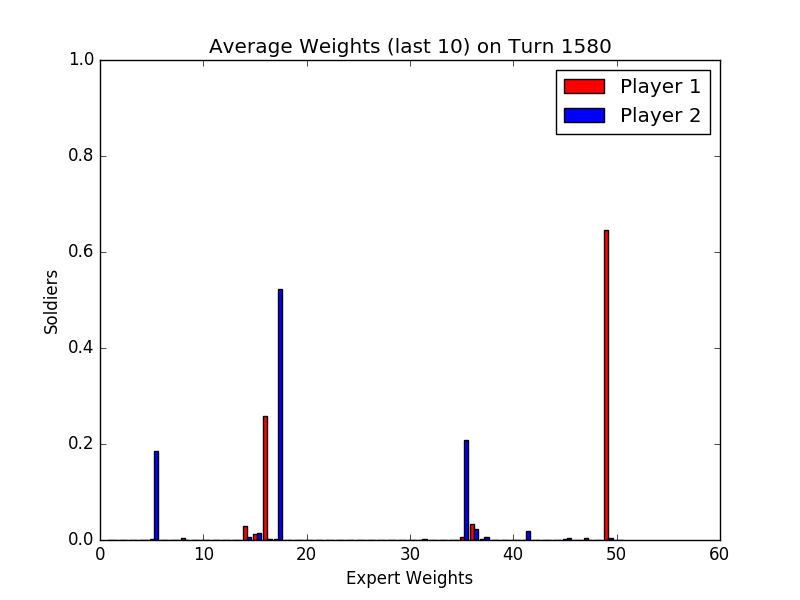 Average Weights (last 10) on Turn 1580
1.0
Player 1
Player 2
0.8
0.6
Soldiers
0.4
0.2
0.0
0 10 20 30 40 50 60
Expert Weights